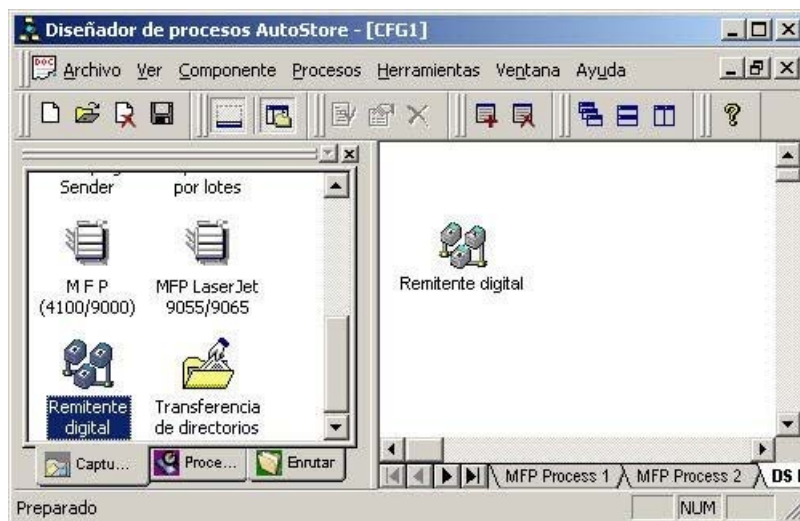 Diseñador de procesos AutoStore - [CFG1]
Archivo Ver Componente Procesos Herramientas Ventana Ayuda
Sender
por lotes
M F P
(4100/9000)
MFP LaserJet
9055/9065
Remitente
digital
Transferencia
de directorios
Captu...
Proce...
Enrutar
Remitente digital
MFP Process 1
MFP Process 2
Preparado
NUM